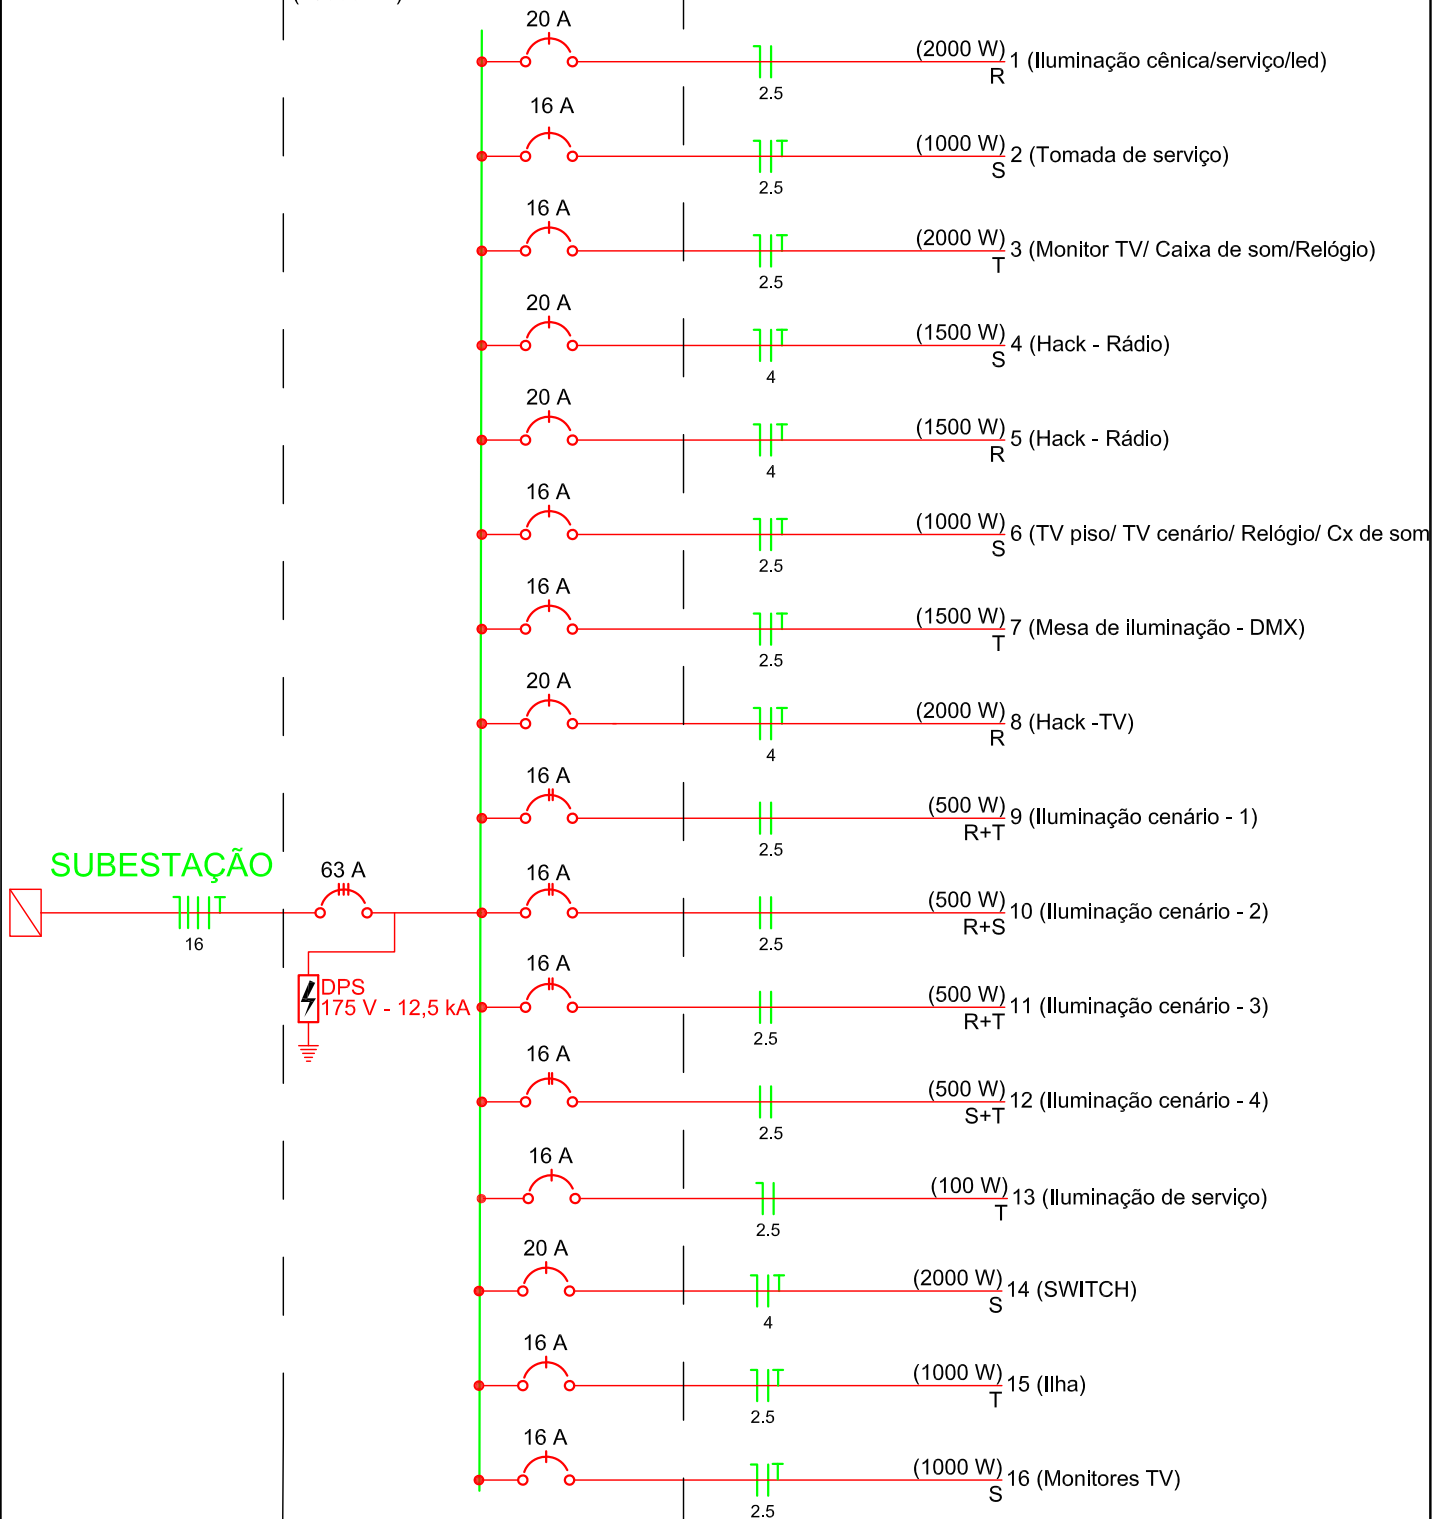 20 A
(2000 W)
R
1 (Iluminação cênica/serviço/led)
2.5
16 A
(1000 W)
S
2 (Tomada de serviço)
2.5
16 A
(2000 W)
T
3 (Monitor TV/ Caixa de som/Relógio)
2.5
20 A
(1500 W)
S
4 (Hack - Rádio)
4
20 A
(1500 W)
R
5 (Hack - Rádio)
4
16 A
(1000 W)
S
6 (TV piso/ TV cenário/ Relógio/ Cx de som
2.5
16 A
(1500 W)
T
7 (Mesa de iluminação - DMX)
2.5
20 A
(2000 W)
R
8 (Hack -TV)
4
16 A
(500 W)
R+T
9 (Iluminação cenário - 1)
2.5
SUBESTAÇÃO
16
63 A
DPS
175 V - 12,5 kA
16 A
(500 W)
R+S
10 (Iluminação cenário - 2)
2.5
16 A
(500 W)
R+T
11 (Iluminação cenário - 3)
2.5
16 A
(500 W)
S+T
12 (Iluminação cenário - 4)
2.5
16 A
(100 W)
T
13 (Iluminação de serviço)
2.5
20 A
(2000 W)
S
14 (SWITCH)
4
16 A
(1000 W)
T
15 (Ilha)
2.5
16 A
(1000 W)
S
16 (Monitores TV)
2.5